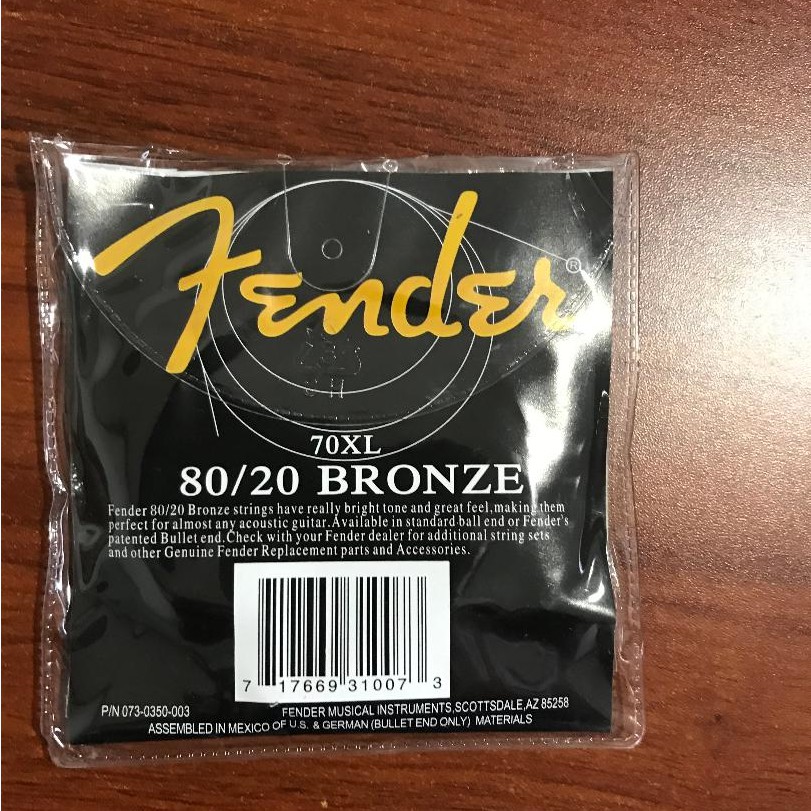 Fender®
70XL
80/20 BRONZE
Fender 80/20 Bronze strings have really bright tone and great feel,making them
perfect for almost any acoustic guitar.Available in standard ball end or Fender's
patented Bullet end.Check with your Fender dealer for additional string sets
and other Genuine Fender Replacement parts and Accessories.
7 17669 31007 3
P/N 073-0350-003
FENDER MUSICAL INSTRUMENTS,SCOTTSDALE,AZ 85258
ASSEMBLED IN MEXICO OF U.S. & GERMAN (BULLET END ONLY) MATERIALS